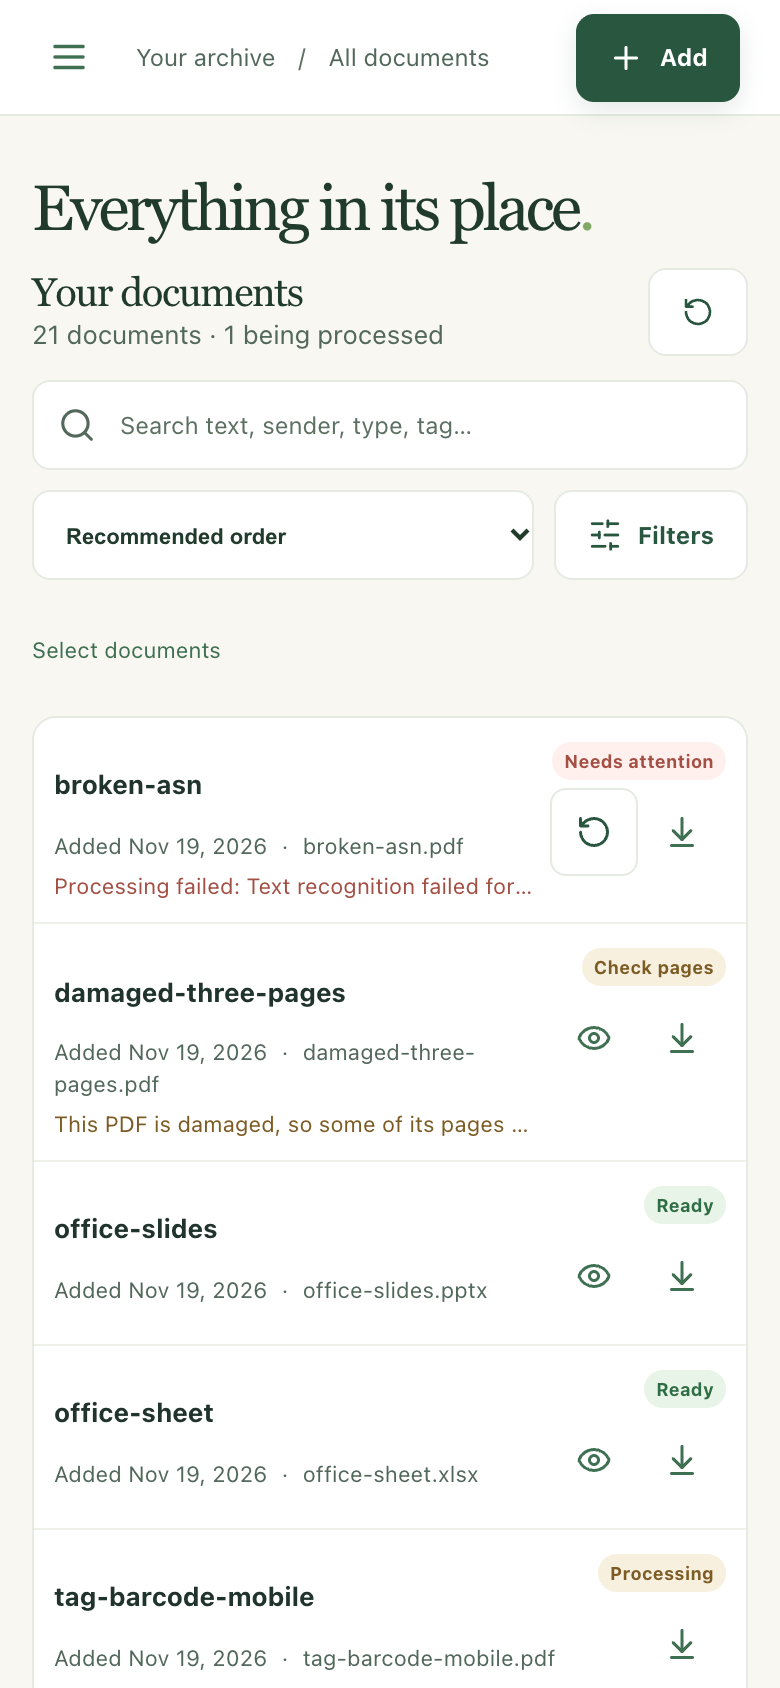 Your archive / All documents
Add
Everything in its place.
Your documents
21 documents · 1 being processed
Search text, sender, type, tag...
Recommended order
Filters
Select documents
Needs attention
broken-asn
Added Nov 19, 2026 · broken-asn.pdf
Processing failed: Text recognition failed for...
Check pages
damaged-three-pages
Added Nov 19, 2026 · damaged-three-
pages.pdf
This PDF is damaged, so some of its pages ...
Ready
office-slides
Added Nov 19, 2026 · office-slides.pptx
Ready
office-sheet
Added Nov 19, 2026 · office-sheet.xlsx
Processing
tag-barcode-mobile
Added Nov 19, 2026 · tag-barcode-mobile.pdf